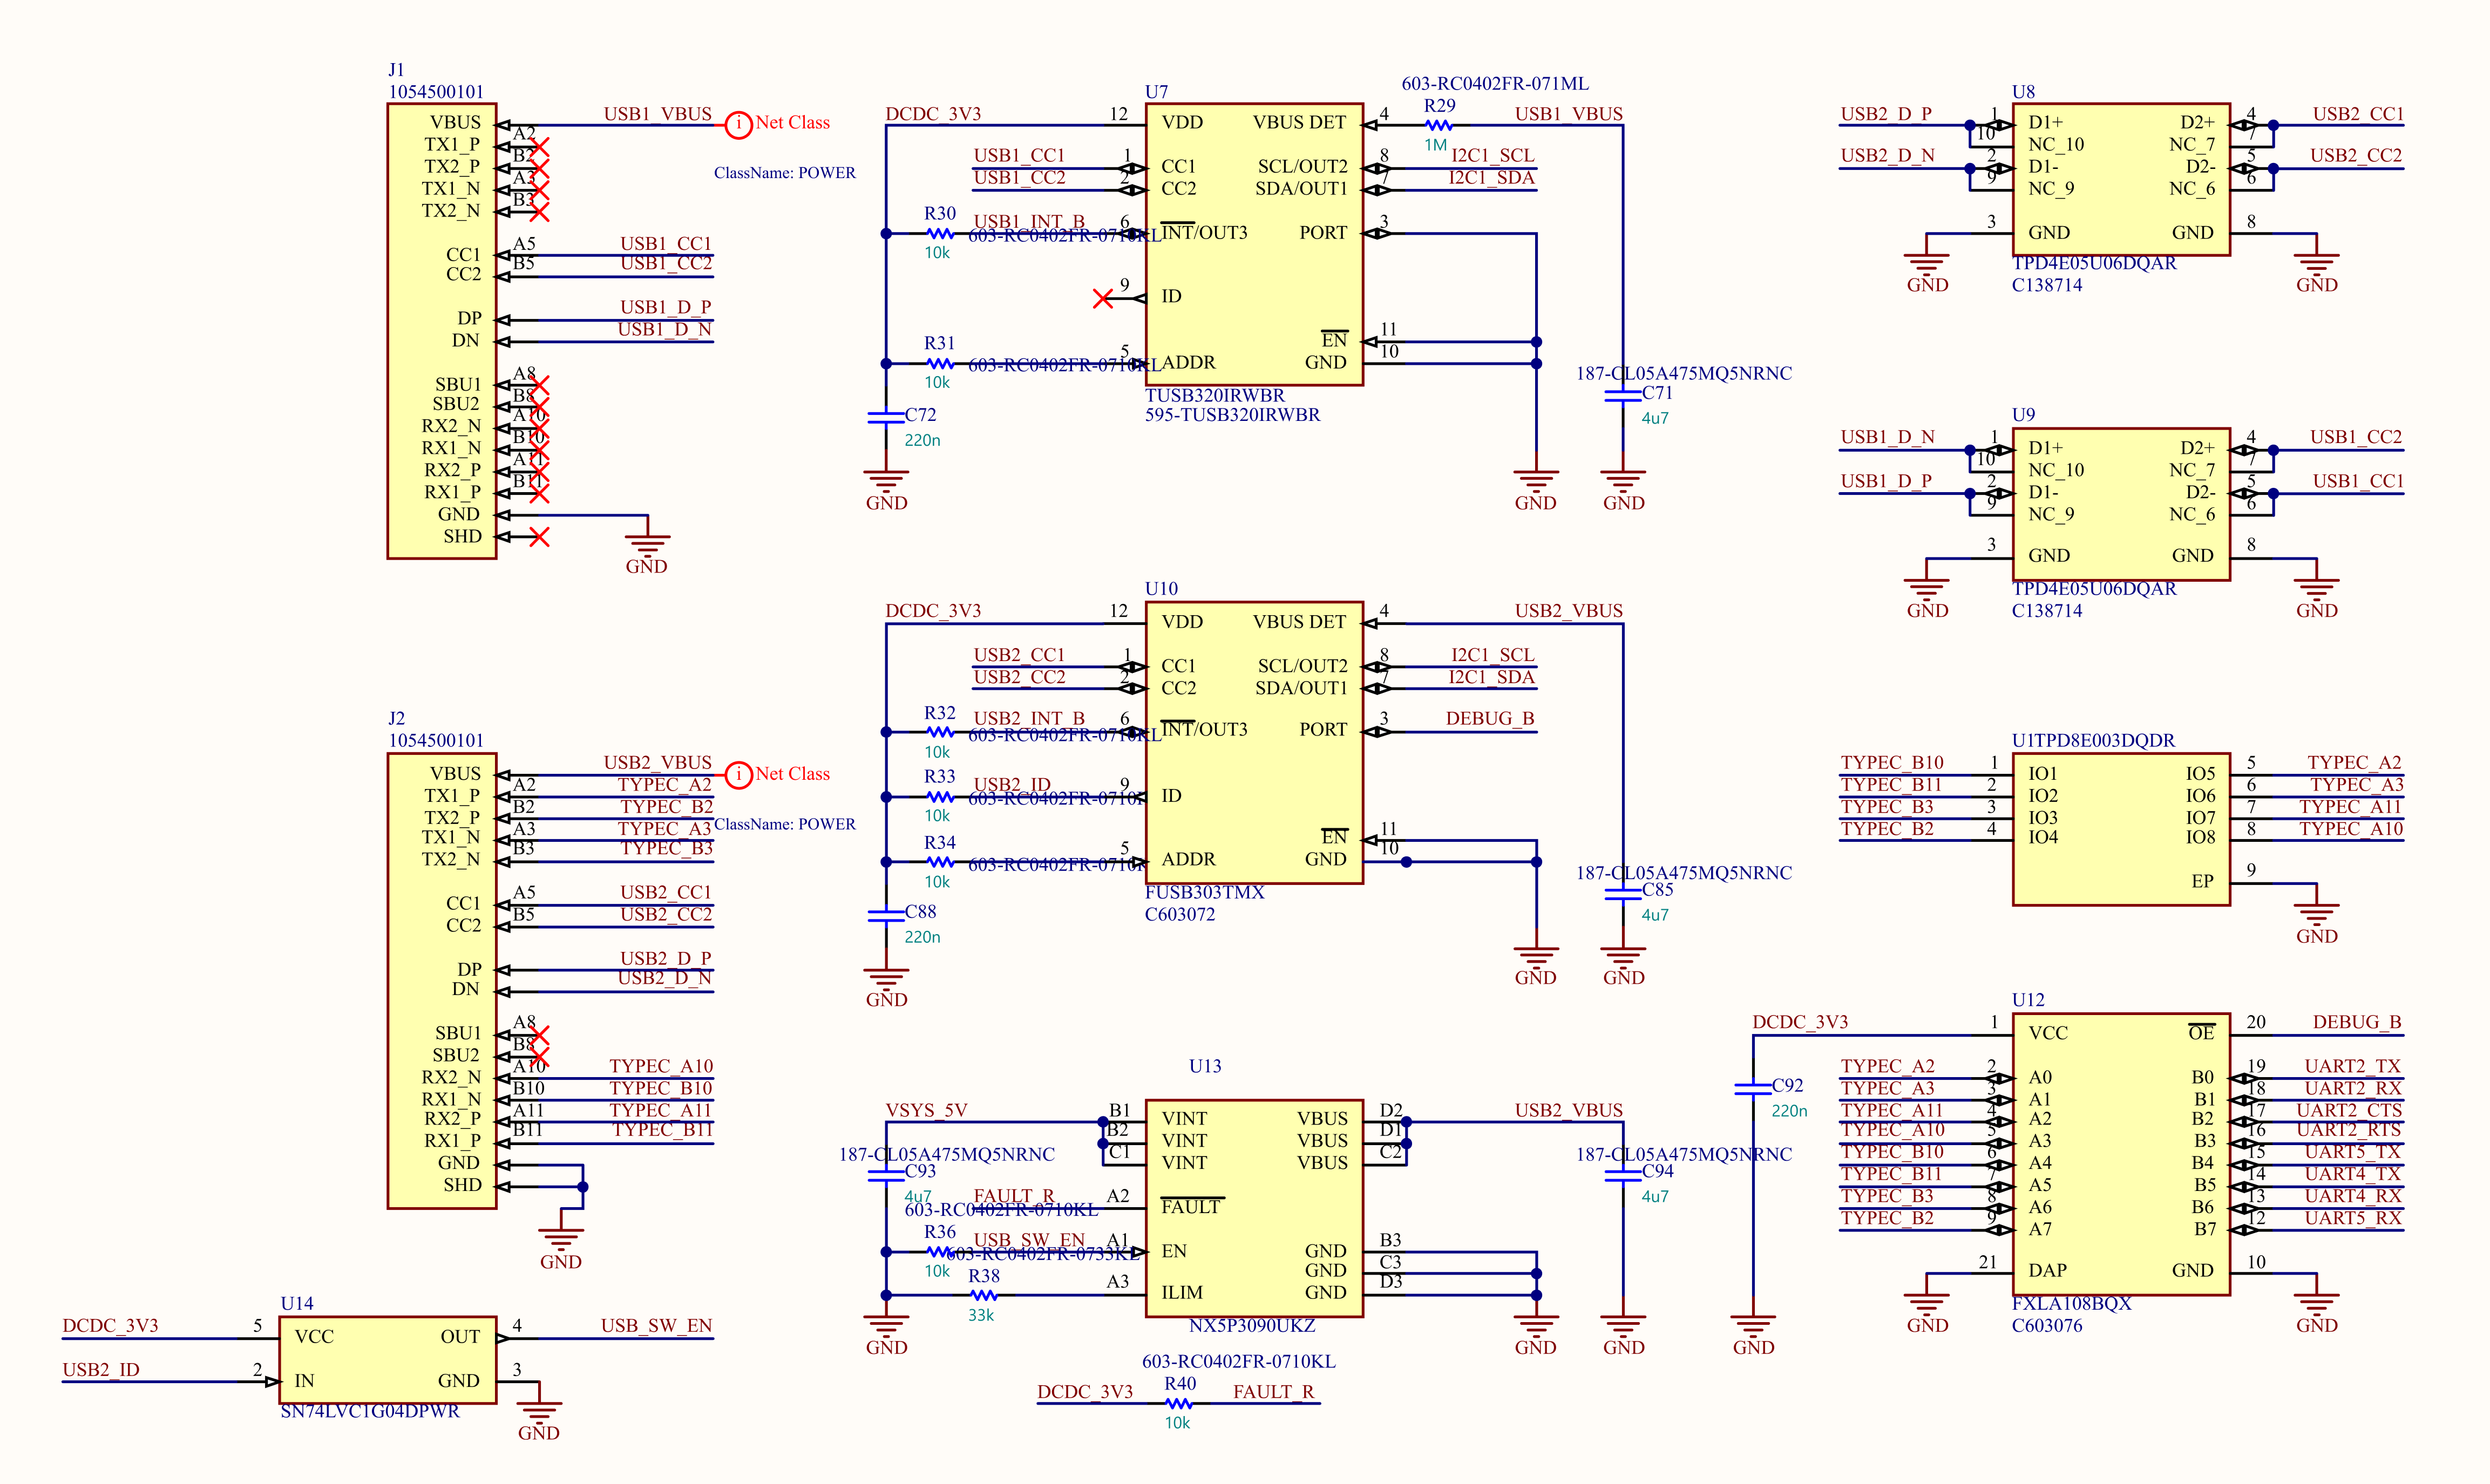 J1
1054500101
VBUS
USB1_VBUS
Net Class
ClassName: POWER
TX1_P A2
TX2_P B2
TX1_N A3
TX2_N B3
CC1 A5 USB1_CC1
CC2 B5 USB1_CC2
DP USB1_D_P
DN USB1_D_N
SBU1 A8
SBU2 B8
RX2_N A10
RX1_N B10
RX2_P A11
RX1_P B11
GND
SHD
GND
U7
DCDC_3V3 12 VDD
USB1_CC1 1 CC1
USB1_CC2 2 CC2
R30 USB1_INT_B 6 INT/OUT3
603-RC0402FR-0710KL
10k
9 ID
R31 5 ADDR
603-RC0402FR-0710KL
10k
C72
220n
GND
603-RC0402FR-071ML
VBUS DET 4 R29 USB1_VBUS
1M
SCL/OUT2 8 I2C1_SCL
SDA/OUT1 7 I2C1_SDA
PORT 3
EN 11
GND 10
TUSB320IRWBR
595-TUSB320IRWBR
187-CL05A475MQ5NRNC
C71
4u7
GND
GND
U8
USB2_D_P 1 D1+ D2+ 4 USB2_CC1
10 NC_10 NC_7 7
USB2_D_N 2 D1- D2- 5 USB2_CC2
9 NC_9 NC_6 6
3 GND GND 8
TPD4E05U06DQAR
C138714
GND
GND
U9
USB1_D_N 1 D1+ D2+ 4 USB1_CC2
10 NC_10 NC_7 7
USB1_D_P 2 D1- D2- 5 USB1_CC1
9 NC_9 NC_6 6
3 GND GND 8
TPD4E05U06DQAR
C138714
GND
GND
J2
1054500101
VBUS USB2_VBUS
Net Class
ClassName: POWER
TX1_P A2 TYPEC_A2
TX2_P B2 TYPEC_B2
TX1_N A3 TYPEC_A3
TX2_N B3 TYPEC_B3
CC1 A5 USB2_CC1
CC2 B5 USB2_CC2
DP USB2_D_P
DN USB2_D_N
SBU1 A8
SBU2 B8
RX2_N A10 TYPEC_A10
RX1_N B10 TYPEC_B10
RX2_P A11 TYPEC_A11
RX1_P B11 TYPEC_B11
GND
SHD
GND
U10
DCDC_3V3 12 VDD VBUS DET 4 USB2_VBUS
USB2_CC1 1 CC1 SCL/OUT2 8 I2C1_SCL
USB2_CC2 2 CC2 SDA/OUT1 7 I2C1_SDA
R32 USB2_INT_B 6 INT/OUT3 PORT 3 DEBUG_B
603-RC0402FR-0710KL
10k
R33 USB2_ID 9 ID
10k
EN 11
R34 5 ADDR GND 10
10k
FUSB303TMX
C603072
C88
220n
GND
187-CL05A475MQ5NRNC
C85
4u7
GND
GND
U1TPD8E003DQDR
TYPEC_B10 1 IO1 IO5 5 TYPEC_A2
TYPEC_B11 2 IO2 IO6 6 TYPEC_A3
TYPEC_B3 3 IO3 IO7 7 TYPEC_A11
TYPEC_B2 4 IO4 IO8 8 TYPEC_A10
EP 9
GND
U13
VSYS_5V B1 VINT VBUS D2 USB2_VBUS
B2 VINT VBUS D1
C1 VINT VBUS C2
187-CL05A475MQ5NRNC
C93
4u7
FAULT_R A2 FAULT
603-RC0402FR-0710KL
R36 USB_SW_EN A1 EN GND B3
603-RC0402FR-0733KL
10k
GND C3
R38 A3 ILIM GND D3
33k
NX5P3090UKZ
187-CL05A475MQ5NRNC
C94
4u7
GND
GND
GND
603-RC0402FR-0710KL
DCDC_3V3 R40 FAULT_R
10k
U12
DCDC_3V3 1 VCC OE 20 DEBUG_B
C92
220n
GND
TYPEC_A2 2 A0 B0 19 UART2_TX
TYPEC_A3 3 A1 B1 18 UART2_RX
TYPEC_A11 4 A2 B2 17 UART2_CTS
TYPEC_A10 5 A3 B3 16 UART2_RTS
TYPEC_B10 6 A4 B4 15 UART5_TX
TYPEC_B11 7 A5 B5 14 UART4_TX
TYPEC_B3 8 A6 B6 13 UART4_RX
TYPEC_B2 9 A7 B7 12 UART5_RX
21 DAP GND 10
FXLA108BQX
C603076
GND
GND
U14
DCDC_3V3 5 VCC OUT 4 USB_SW_EN
USB2_ID 2 IN GND 3
SN74LVC1G04DPWR
GND